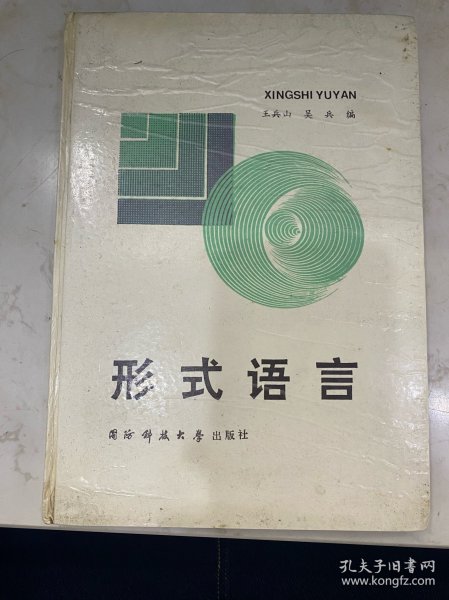 XINGSHI YUYAN
王兵山 吴兵 编
形式语言
国防科技大学出版社
孔夫子旧书网
www.kongfz.com